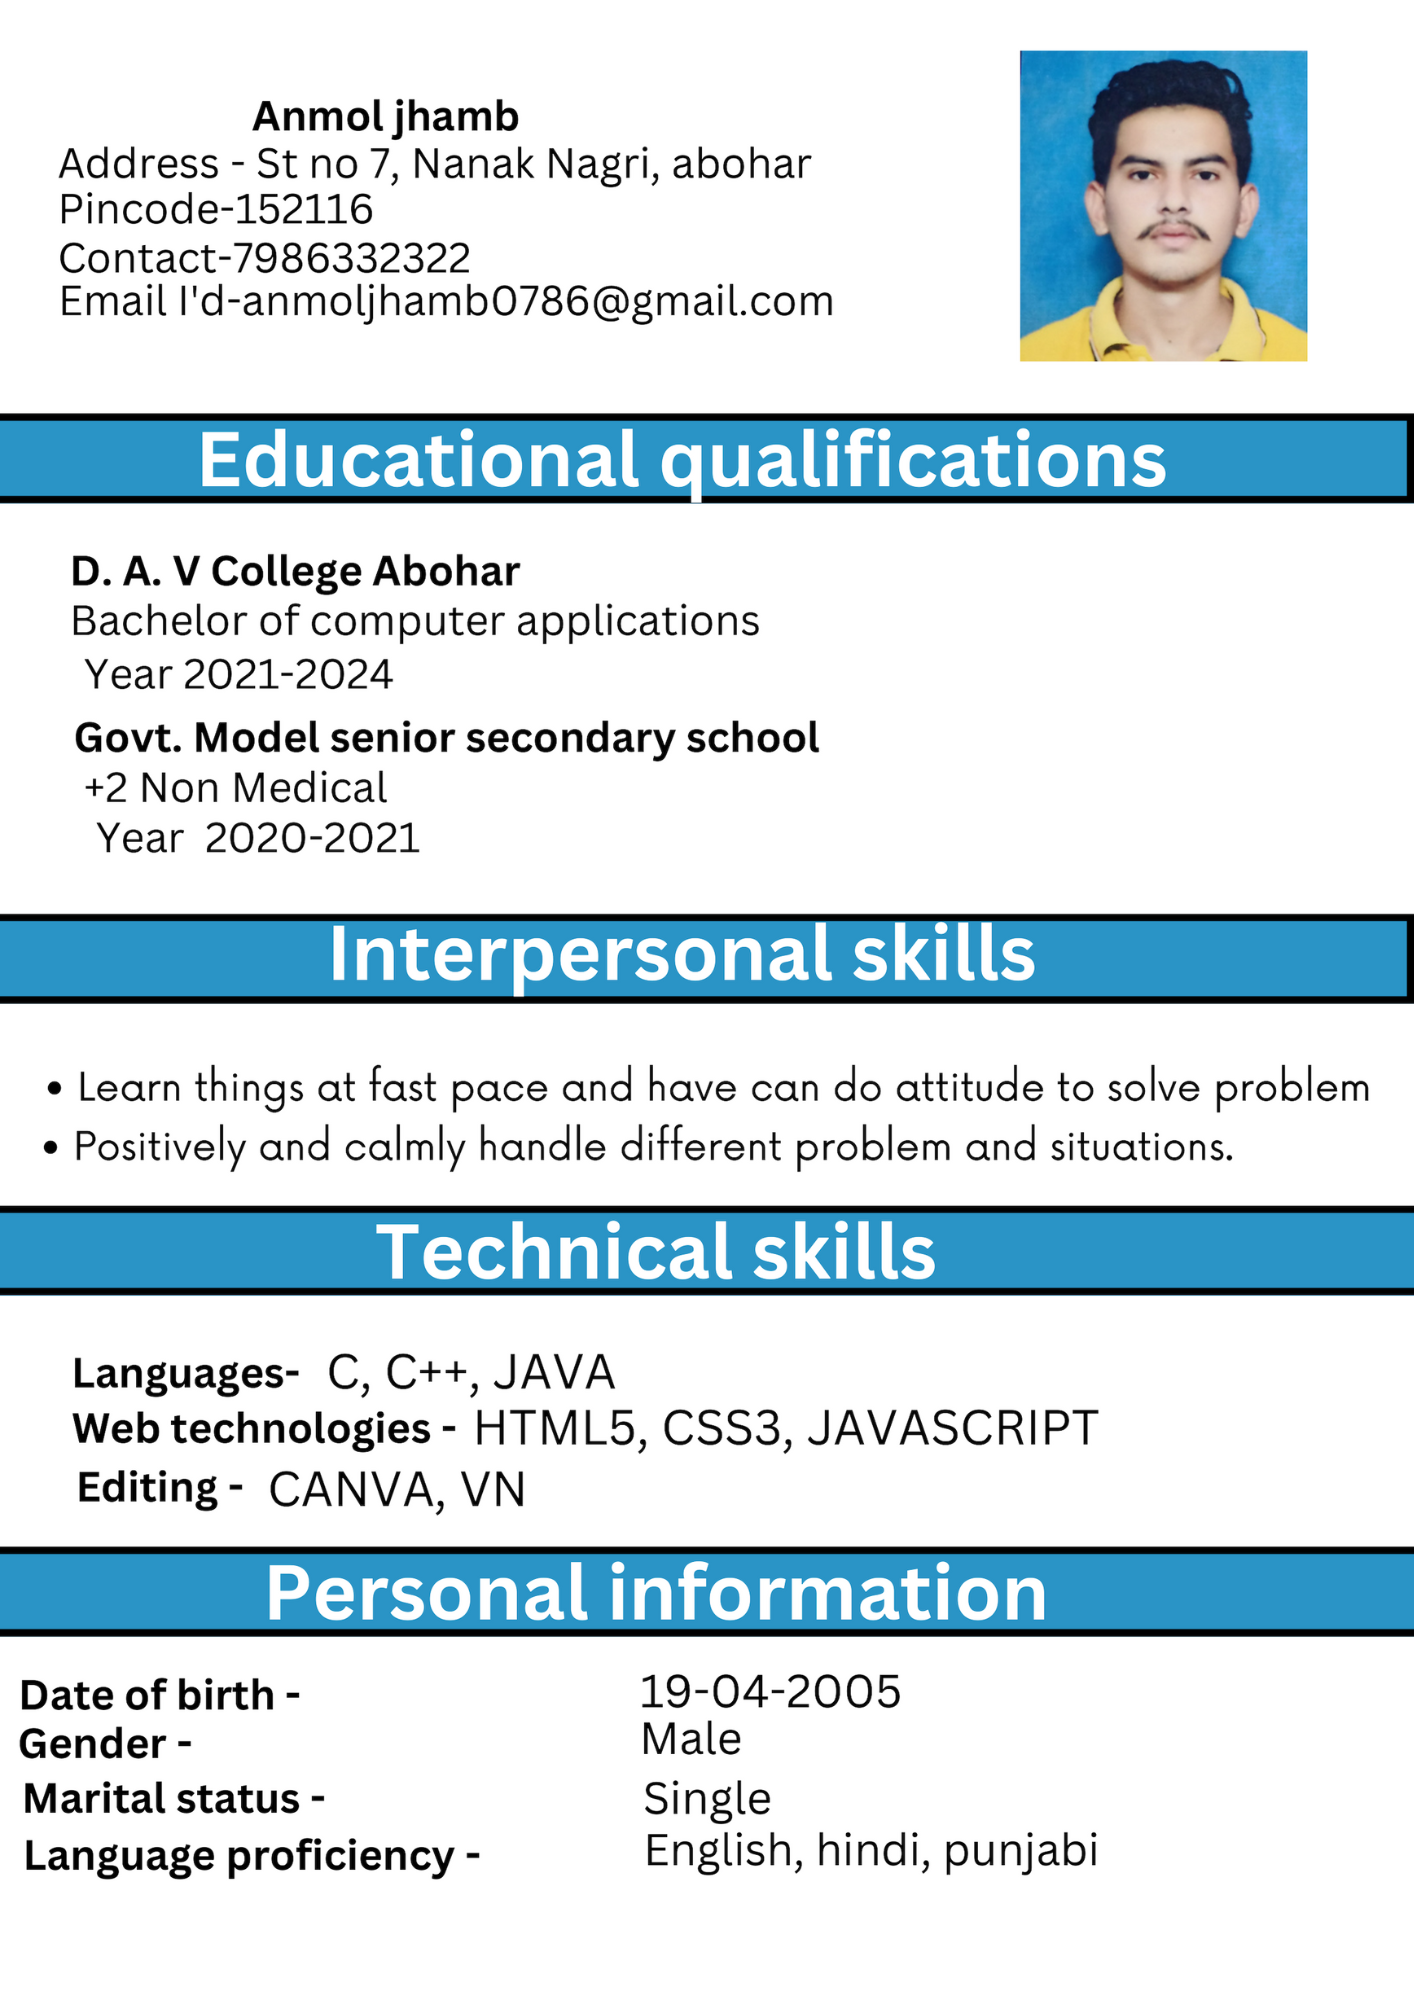 Anmol jhamb
Address - St no 7, Nanak Nagri, abohar
Pincode-152116
Contact-7986332322
Email I'd-anmoljhamb0786@gmail.com
Educational qualifications
D. A. V College Abohar
Bachelor of computer applications
Year 2021-2024
Govt. Model senior secondary school
+2 Non Medical
Year 2020-2021
Interpersonal skills
• Learn things at fast pace and have can do attitude to solve problem
• Positively and calmly handle different problem and situations.
Technical skills
Languages- C, C++, JAVA
Web technologies - HTML5, CSS3, JAVASCRIPT
Editing - CANVA, VN
Personal information
Date of birth - 19-04-2005
Gender - Male
Marital status - Single
Language proficiency - English, hindi, punjabi